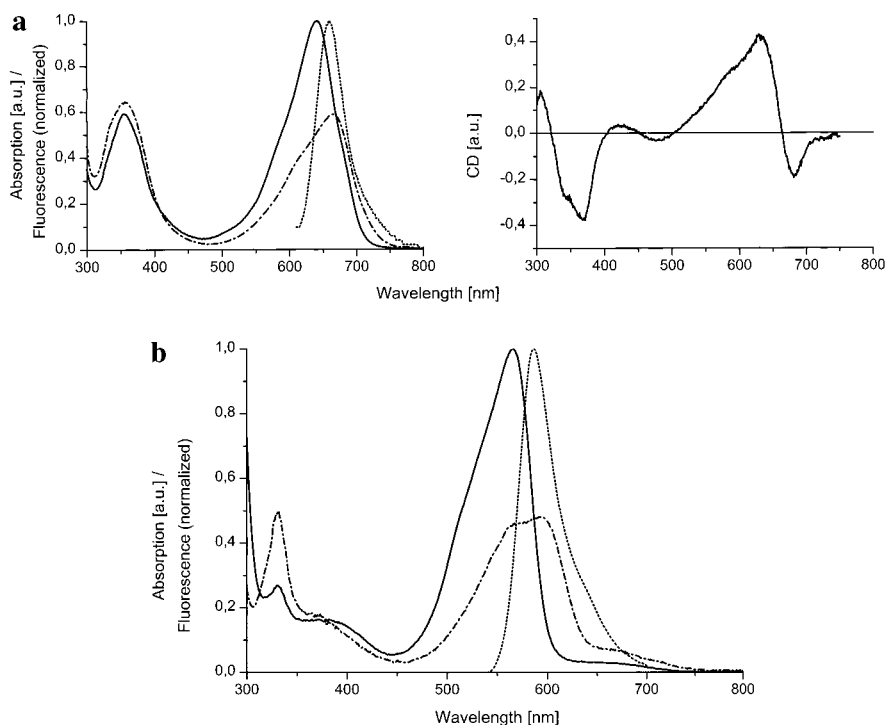 a
Absorption [a.u.] /
Fluorescence (normalized)
1,0
0,8
0,6
0,4
0,2
0,0
300 400 500 600 700 800
CD [a.u.]
0,4
0,2
0,0
-0,2
-0,4
300 400 500 600 700 800
Wavelength [nm]
b
Absorption [a.u.] /
Fluorescence (normalized)
1,0
0,8
0,6
0,4
0,2
0,0
300 400 500 600 700 800
Wavelength [nm]